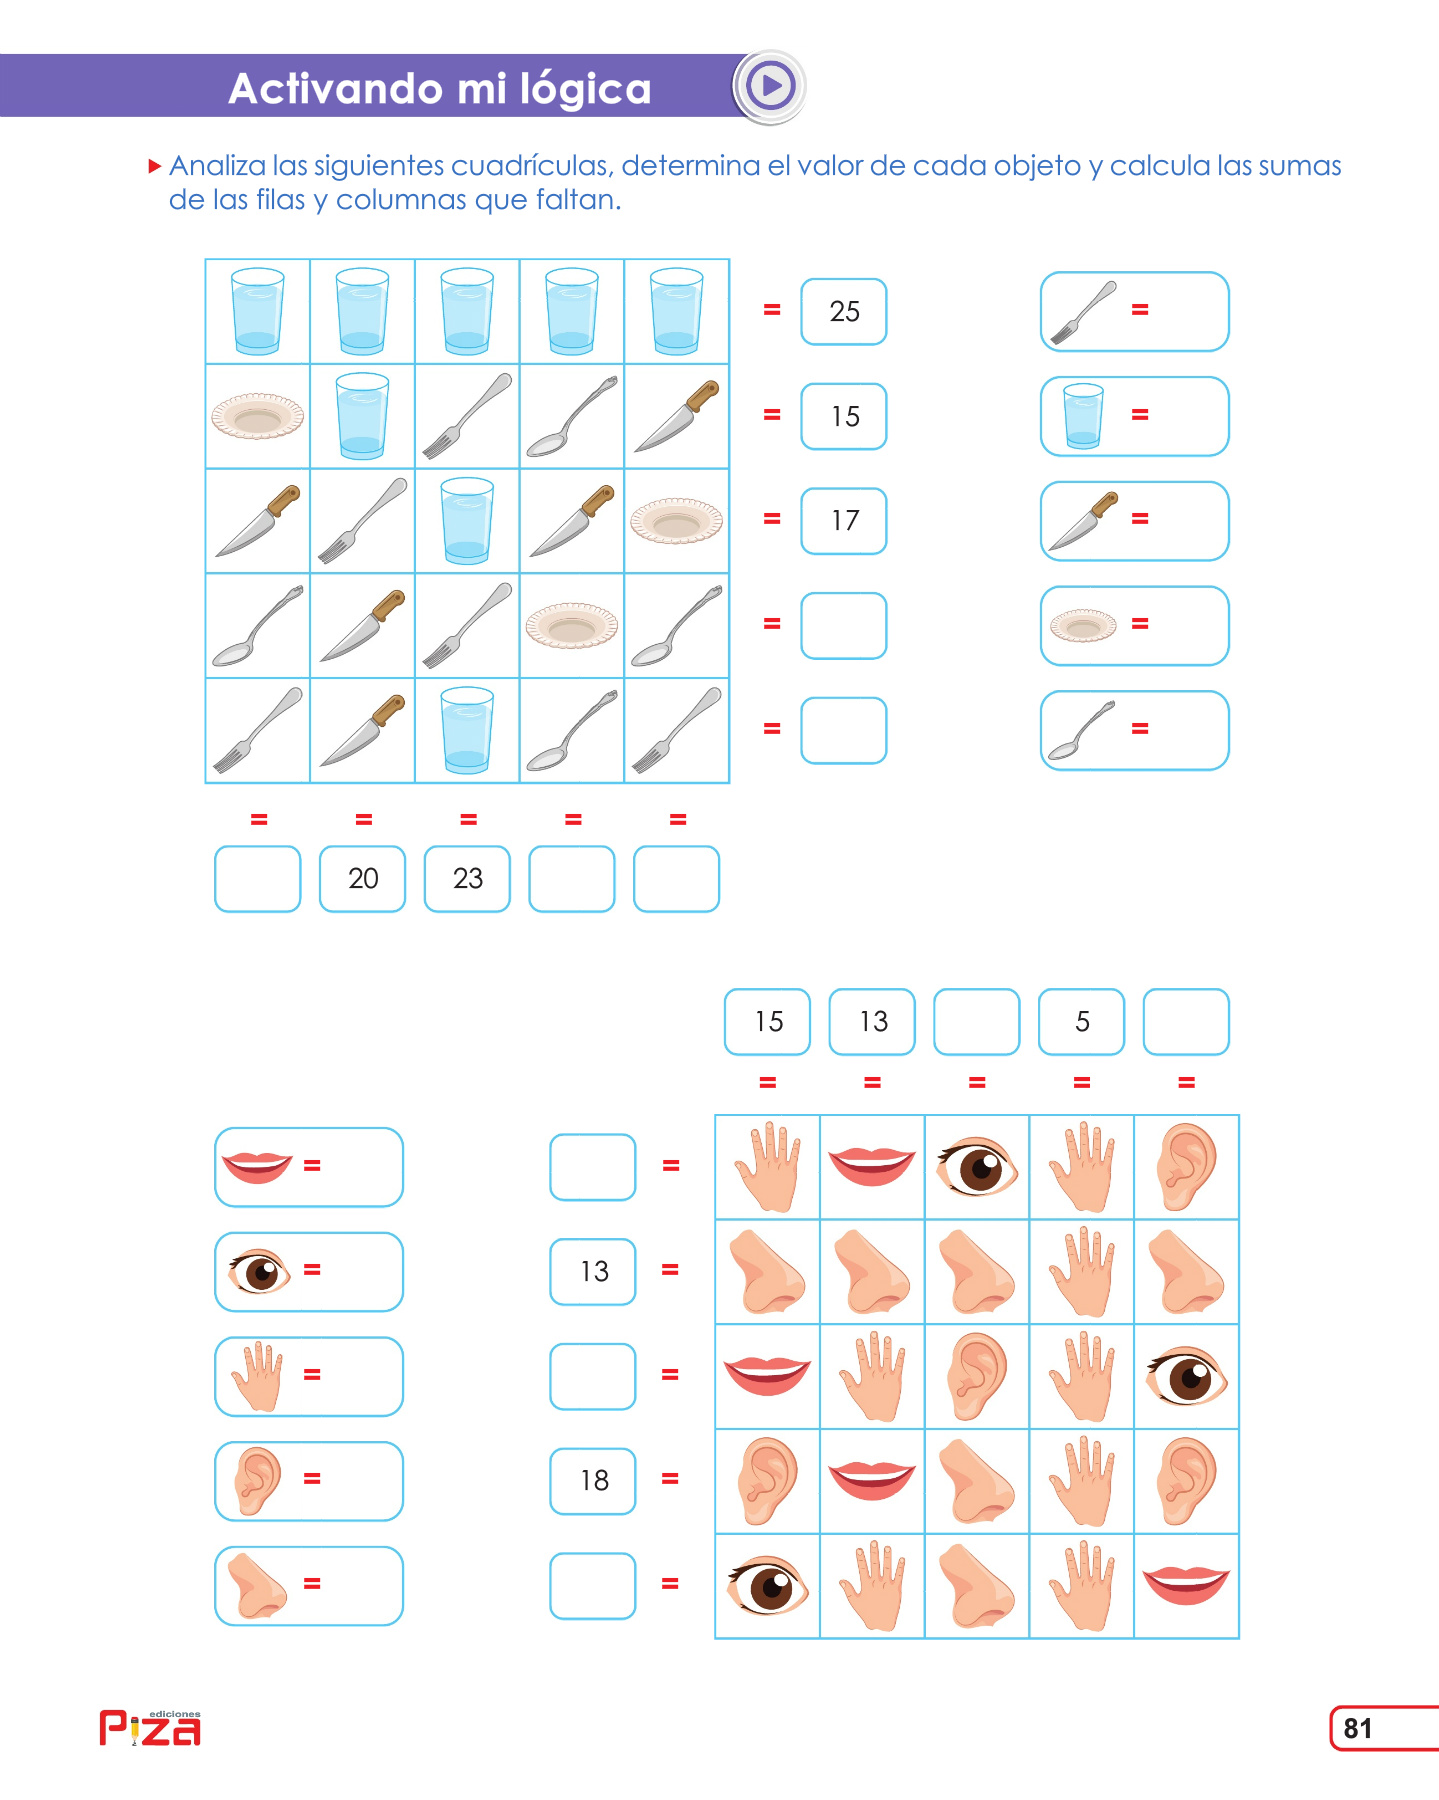 Activando mi lógica
Analiza las siguientes cuadrículas, determina el valor de cada objeto y calcula las sumas
de las filas y columnas que faltan.
= 25 =
= 15 =
= 17 =
= =
= =
= = = = =
20 23
15 13 5
= = = = =
= =
= 13 =
= =
= 18 =
= =
ediciones
Piza
81